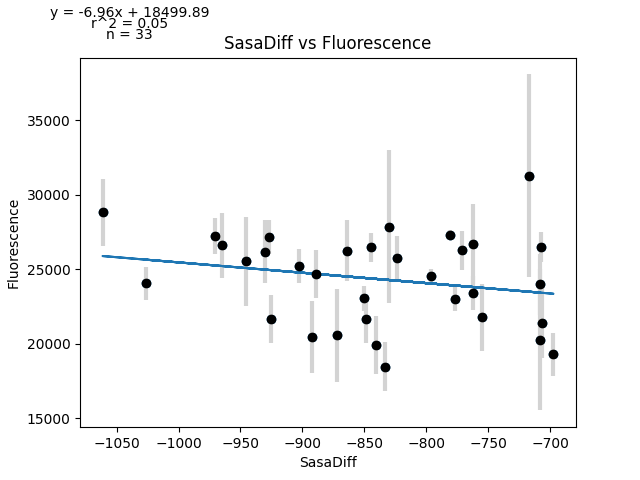 y = -6.96x + 18499.89
r^2 = 0.05
n = 33
SasaDiff vs Fluorescence
35000
30000
25000
20000
15000
Fluorescence
−1050 −1000 −950 −900 −850 −800 −750 −700
SasaDiff